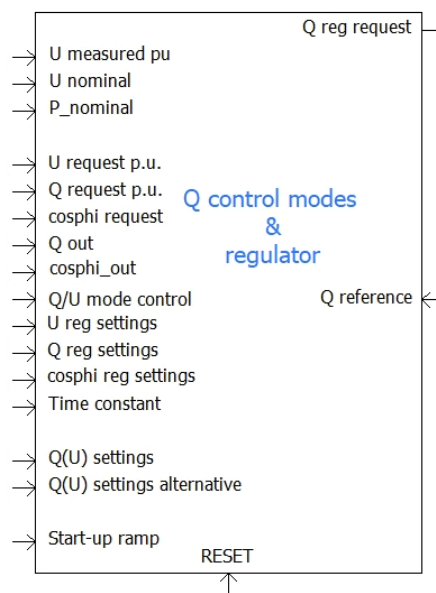 Q reg request
U measured pu
U nominal
P_nominal
U request p.u.
Q request p.u.
Q control modes
cosphi request
&
Q out
regulator
cosphi_out
Q/U mode control
Q reference
U reg settings
Q reg settings
cosphi reg settings
Time constant
Q(U) settings
Q(U) settings alternative
Start-up ramp
RESET